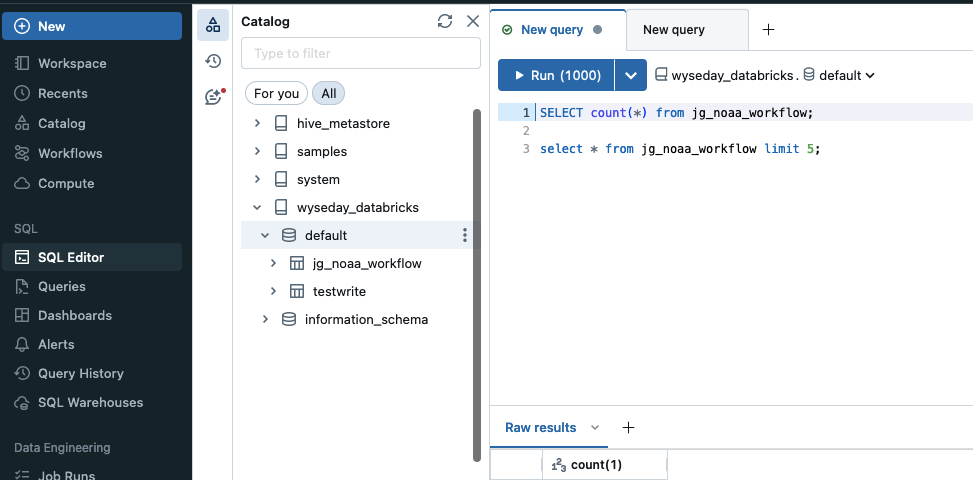 New
Workspace
Recents
Catalog
Workflows
Compute
SQL
SQL Editor
Queries
Dashboards
Alerts
Query History
SQL Warehouses
Data Engineering
Job Runs
Catalog
Type to filter
For you
All
hive_metastore
samples
system
wyseday_databricks
default
jg_noaa_workflow
testwrite
information_schema
New query
New query
Run (1000)
wyseday_databricks. default
1 SELECT count(*) from jg_noaa_workflow;
2
3 select * from jg_noaa_workflow limit 5;
Raw results
123 count(1)